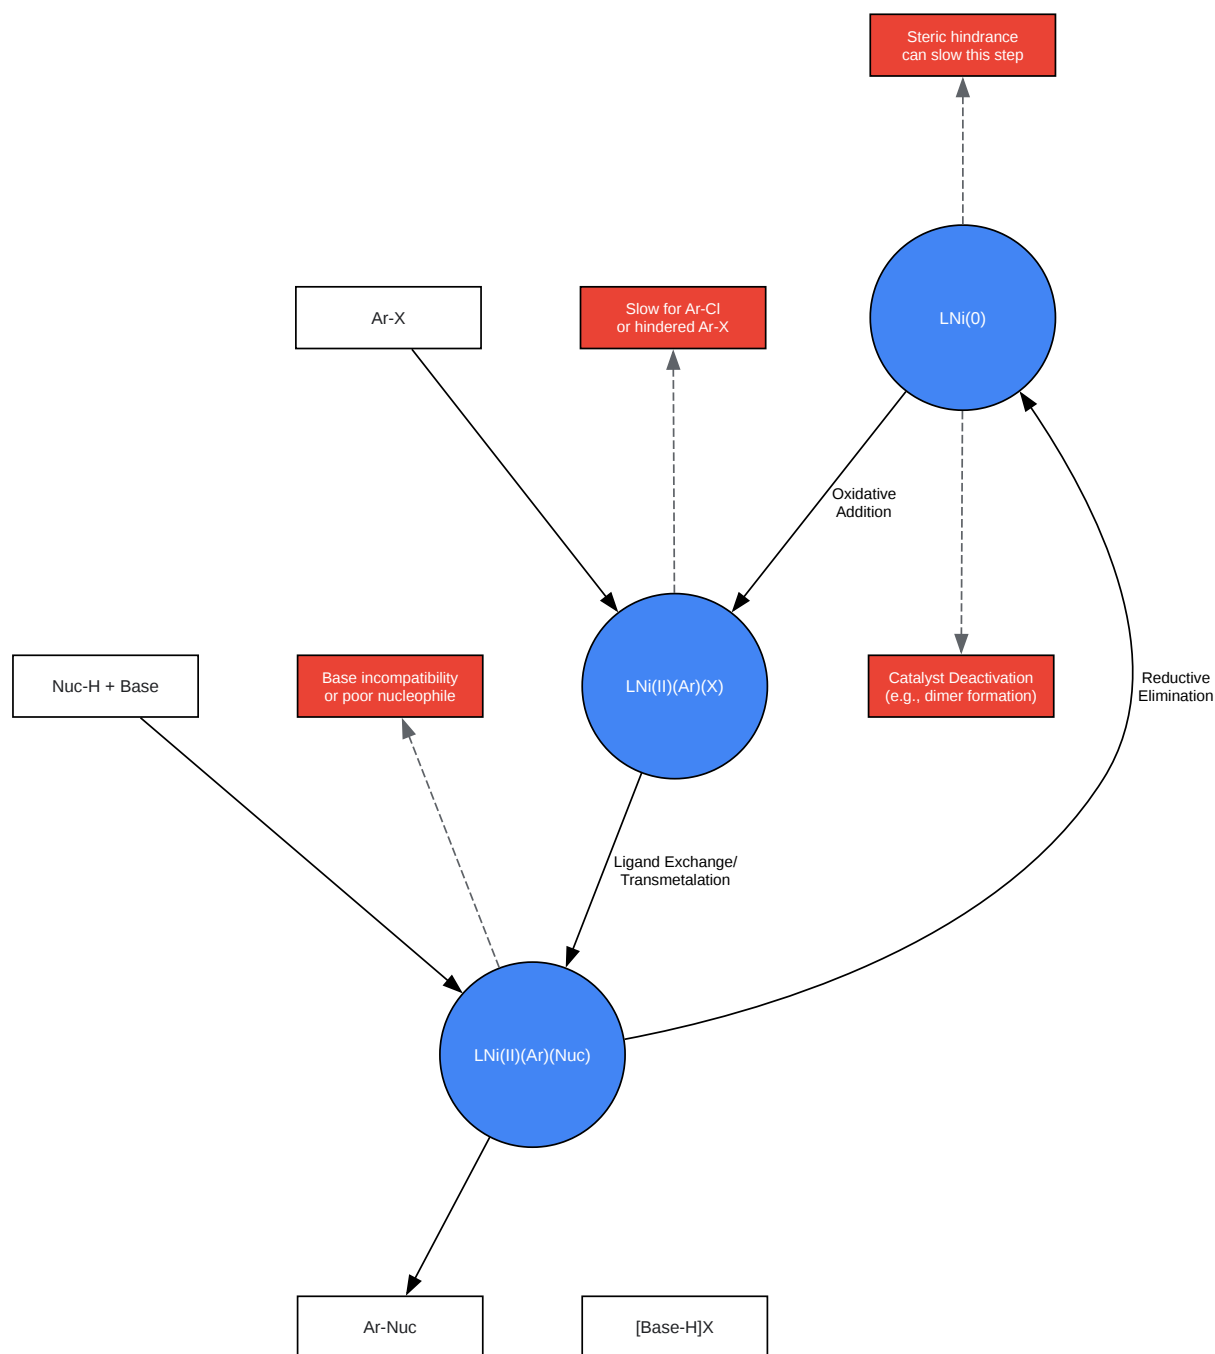 Steric hindrance
can slow this step
Ar-X
Slow for Ar-Cl
or hindered Ar-X
LNi(0)
Oxidative
Addition
Nuc-H + Base
Base incompatibility
or poor nucleophile
LNi(II)(Ar)(X)
Catalyst Deactivation
(e.g., dimer formation)
Reductive
Elimination
Ligand Exchange/
Transmetalation
LNi(II)(Ar)(Nuc)
Ar-Nuc
[Base-H]X